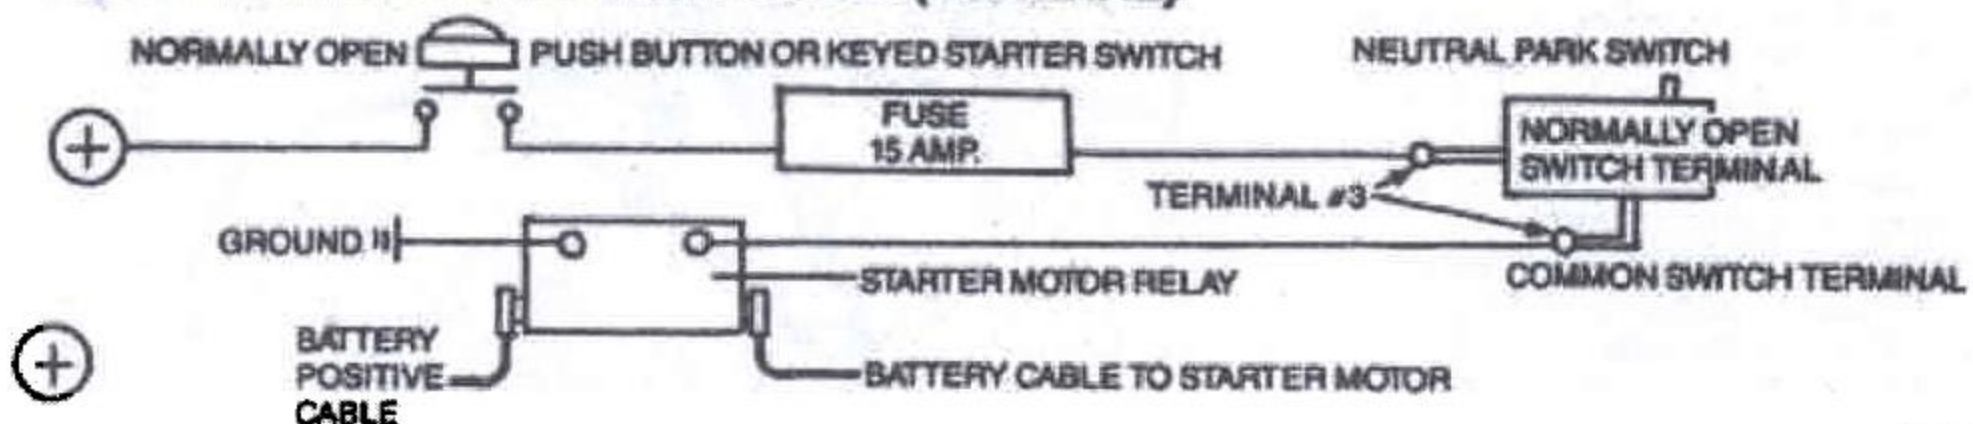 NORMALLY OPEN
PUSH BUTTON OR KEYED STARTER SWITCH
NEUTRAL PARK SWITCH
+
FUSE
15 AMP.
NORMALLY OPEN
SWITCH TERMINAL
TERMINAL #3
GROUND
STARTER MOTOR RELAY
COMMON SWITCH TERMINAL
+
BATTERY
POSITIVE
CABLE
BATTERY CABLE TO STARTER MOTOR